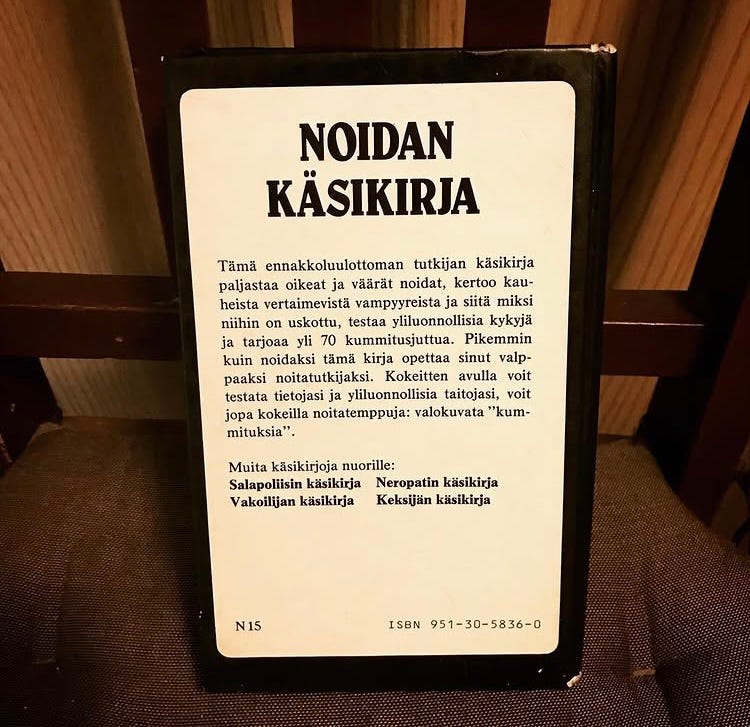 NOIDAN
KÄSIKIRJA
Tämä ennakkoluulottoman tutkijan käsikirja
paljastaa oikeat ja väärät noidat, kertoo kau-
heista vertaimevistä vampyyreista ja siitä miksi
niihin on uskottu, testaa yliluonnollisia kykyjä
ja tarjoaa yli 70 kummitusjuttua. Pikemmin
kuin noidaksi tämä kirja opettaa sinut valp-
paaksi noitatutkijaksi. Kokeitten avulla voit
testata tietojasi ja yliluonnollisia taitojasi, voit
jopa kokeilla noitatemppuja: valokuvata ”kum-
mituksia”.
Muita käsikirjoja nuorille:
Salapoliisin käsikirja Neropatin käsikirja
Vakoilijan käsikirja Keksijän käsikirja
N 15 ISBN 951-30-5836-0